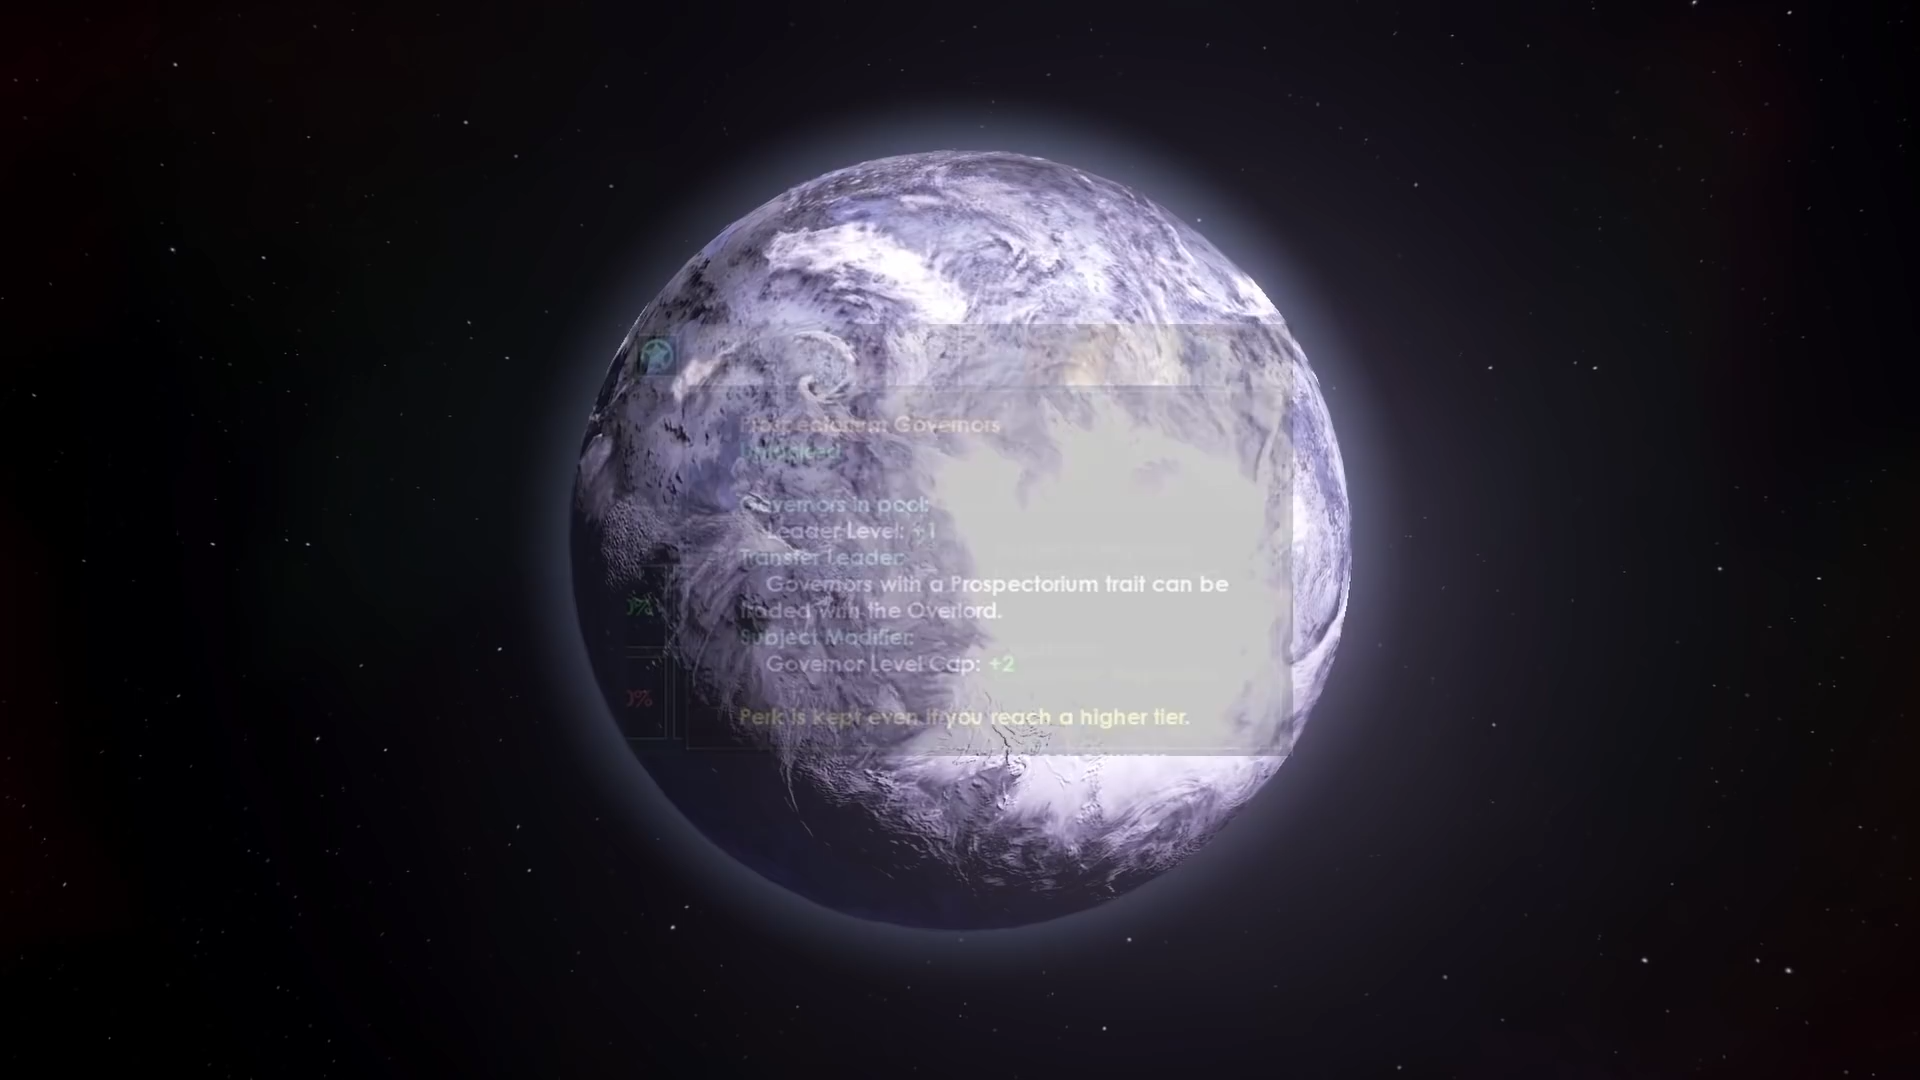 Prospectorium Governors
Unlocked
Governors in pool:
Leader Level: +1
Transfer Leader:
Governors with a Prospectorium trait can be
traded with the Overlord.
Subject Modifier:
Governor Level Cap: +2
Perk is kept even if you reach a higher tier.